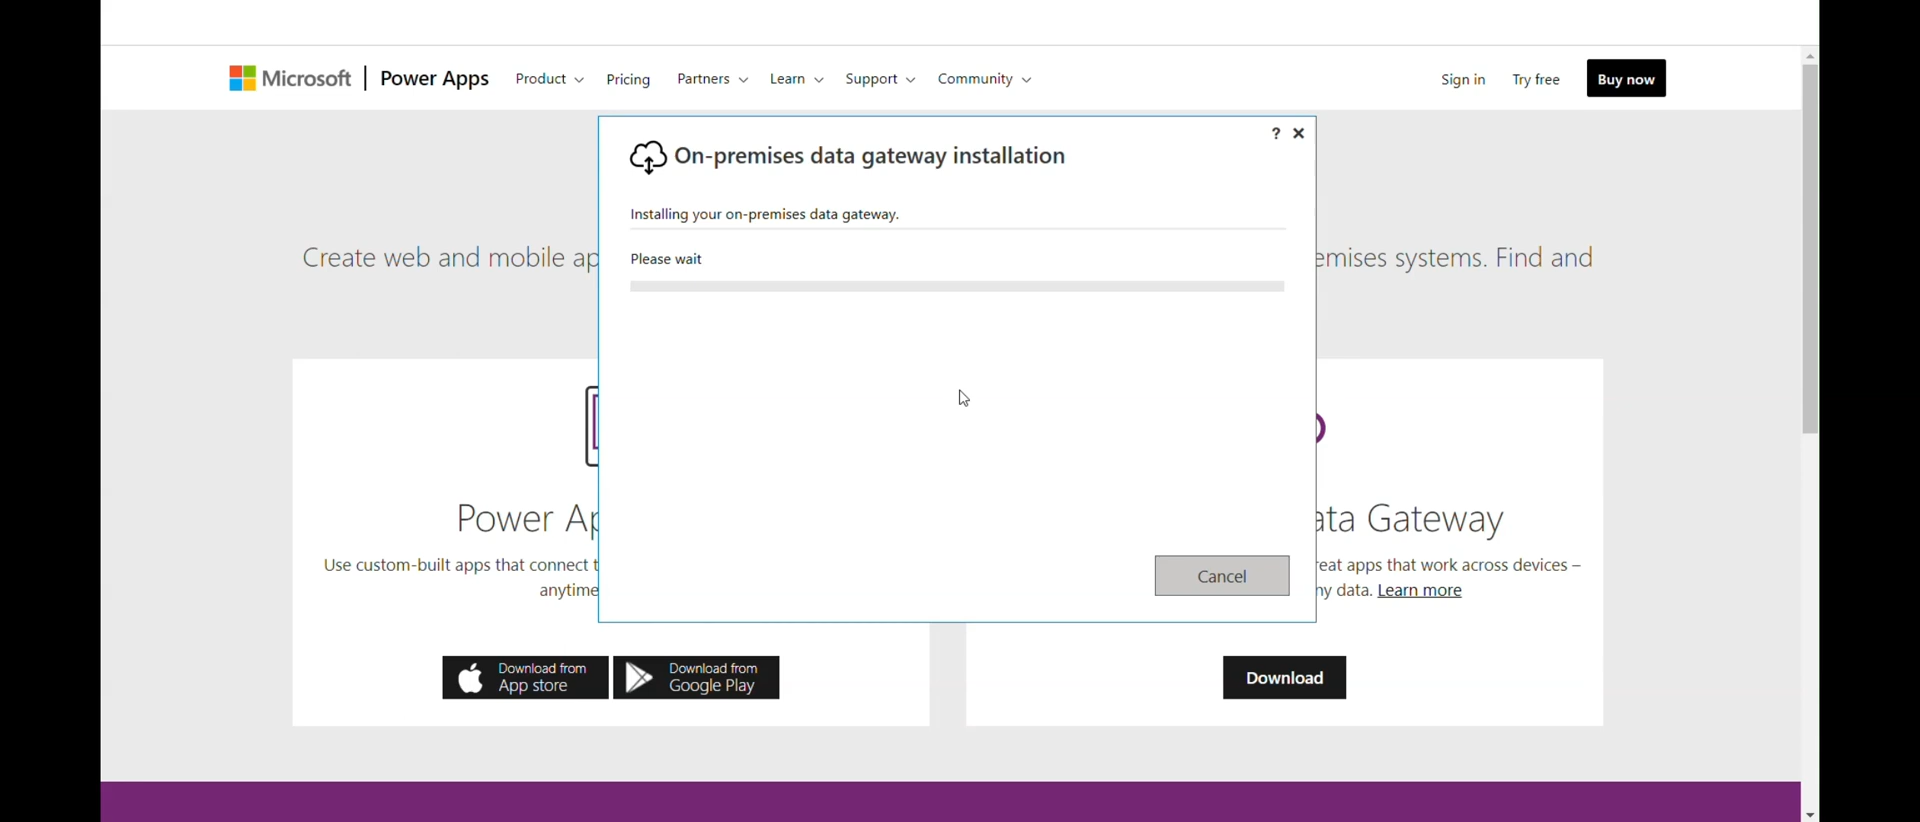 Microsoft | Power Apps Product Pricing Partners Learn Support Community Sign in Try free Buy now
? ×
On-premises data gateway installation
Installing your on-premises data gateway.
Create web and mobile emises systems. Find and
Please wait
Power
ata Gateway
Use custom-built apps that connect
reat apps that work across devices –
anytime
ny data. Learn more
Cancel
Download from
App store
Download from
Google Play
Download